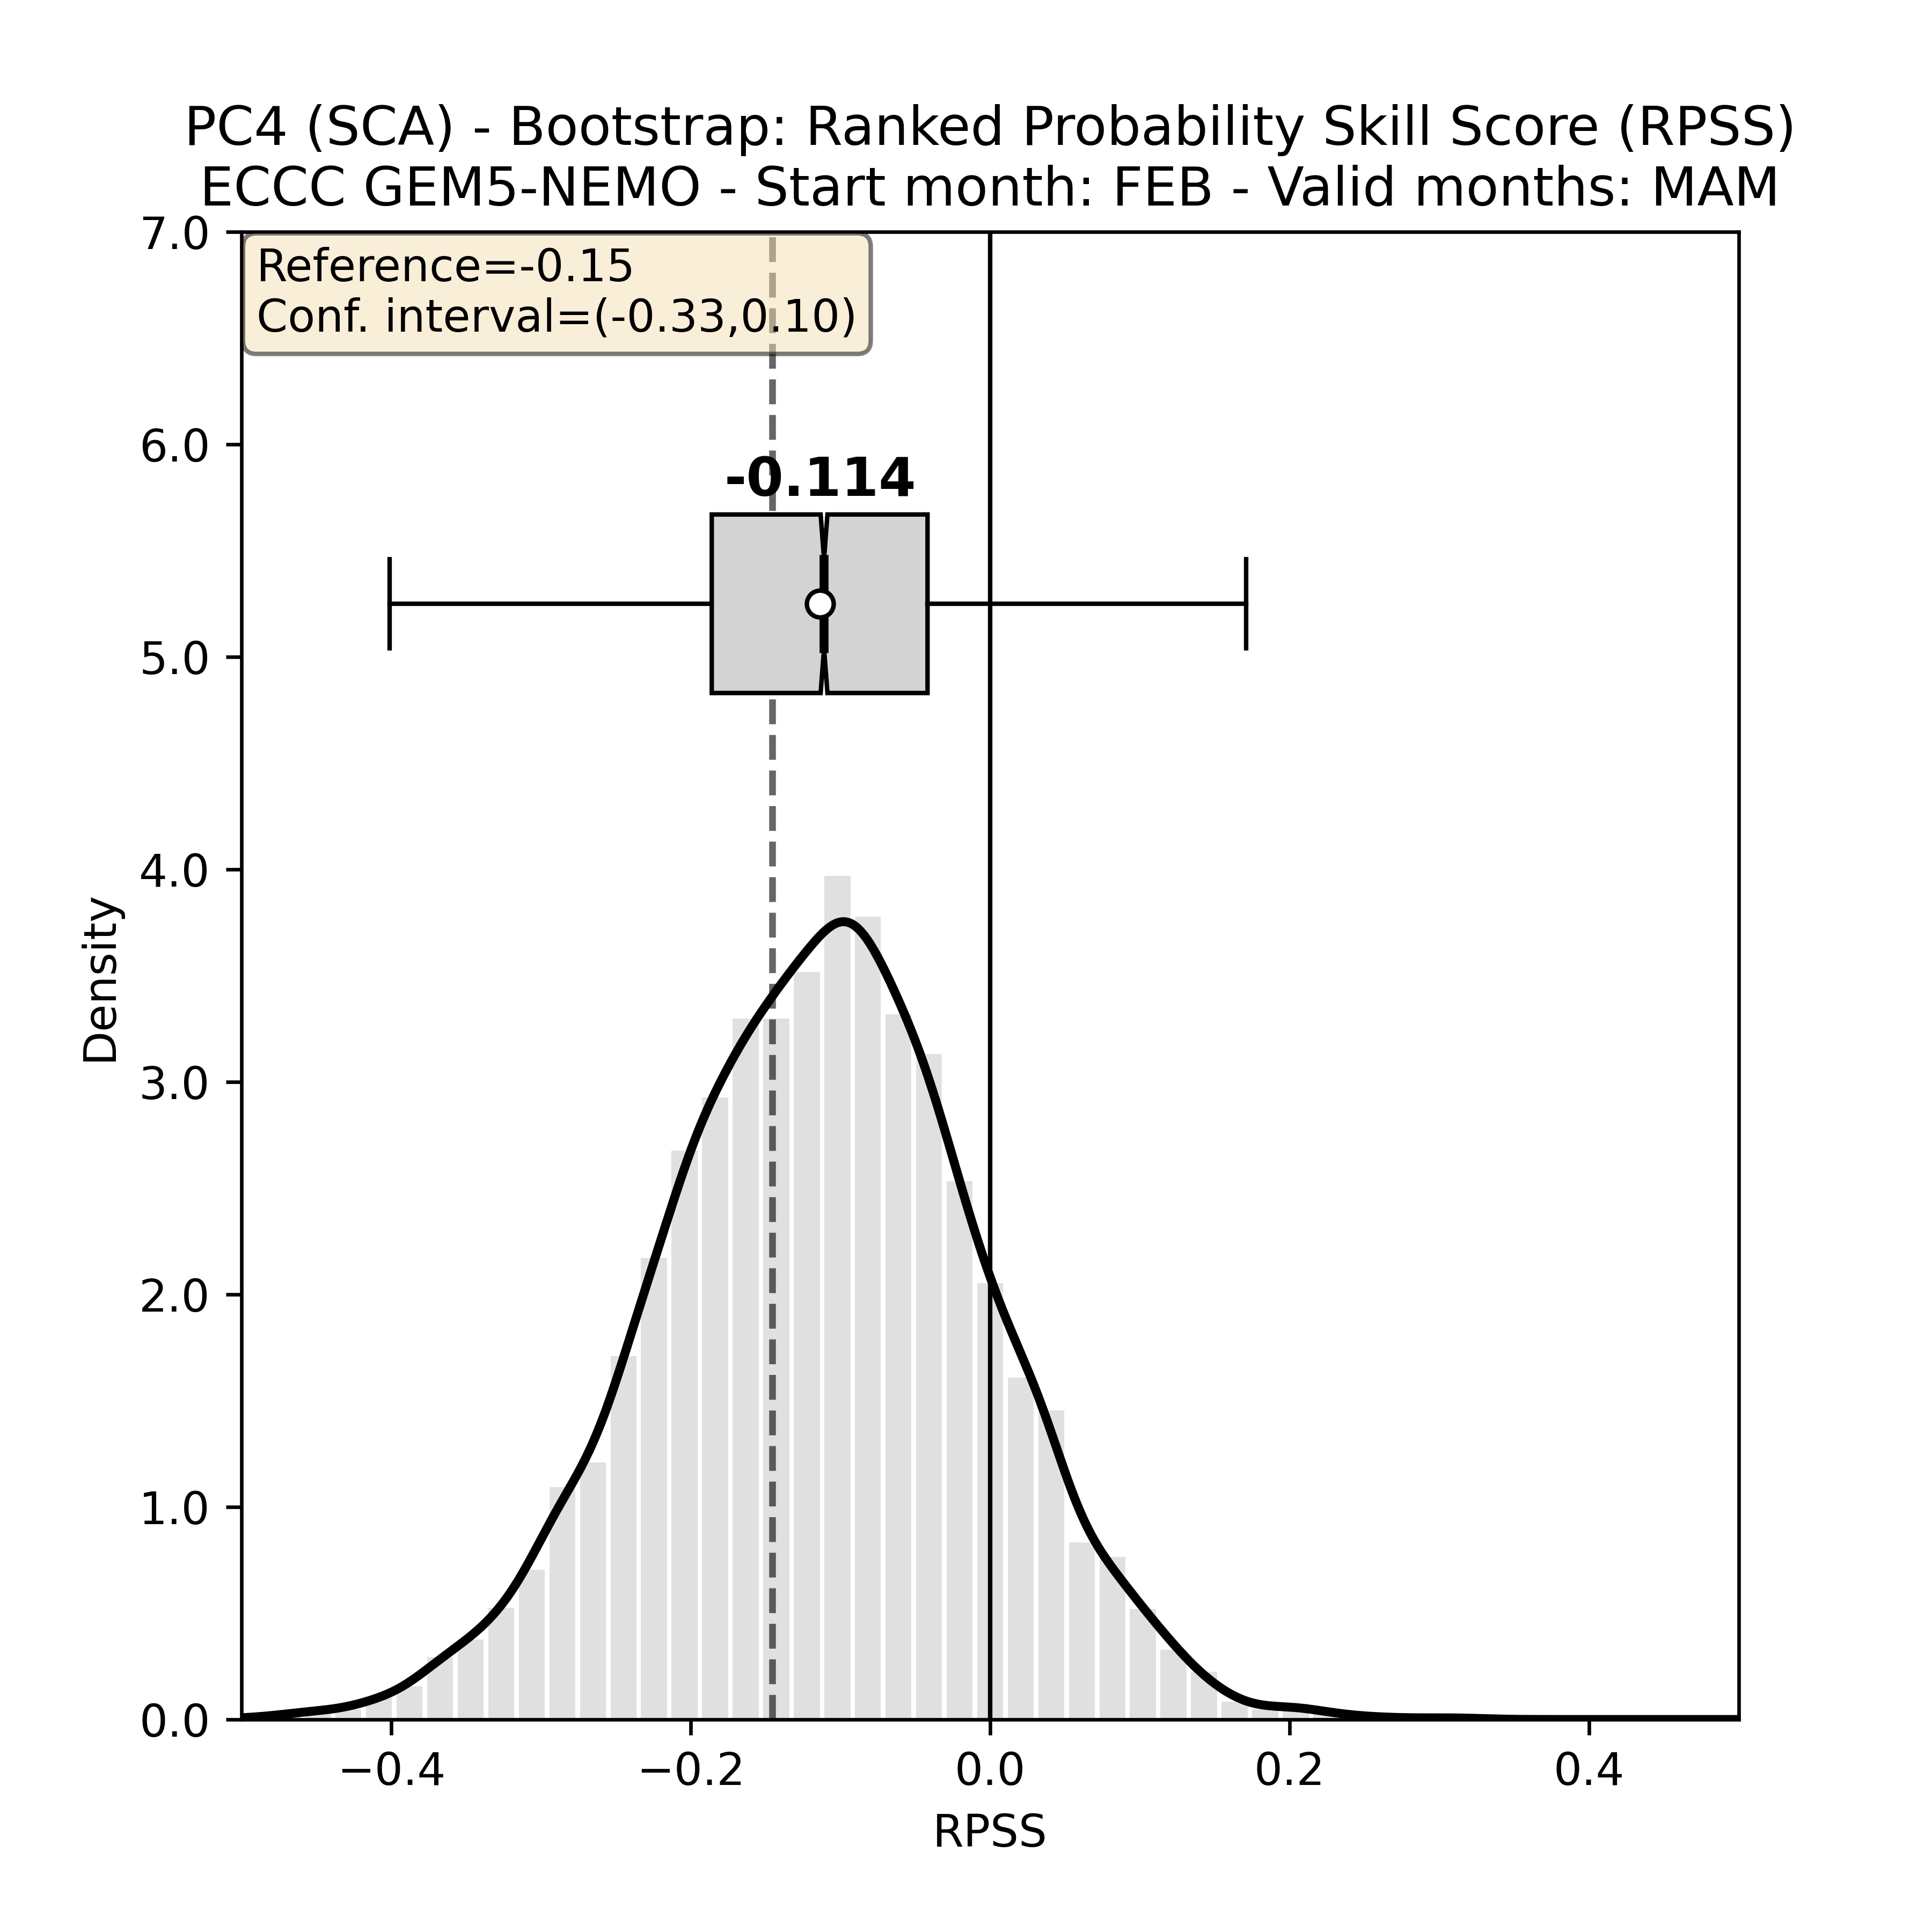 PC4 (SCA) - Bootstrap: Ranked Probability Skill Score (RPSS)
ECCC GEM5-NEMO - Start month: FEB - Valid months: MAM
7.0
Reference=-0.15
Conf. interval=(-0.33,0.10)
6.0
-0.114
5.0
4.0
Density
3.0
2.0
1.0
0.0
−0.4 −0.2 0.0 0.2 0.4
RPSS